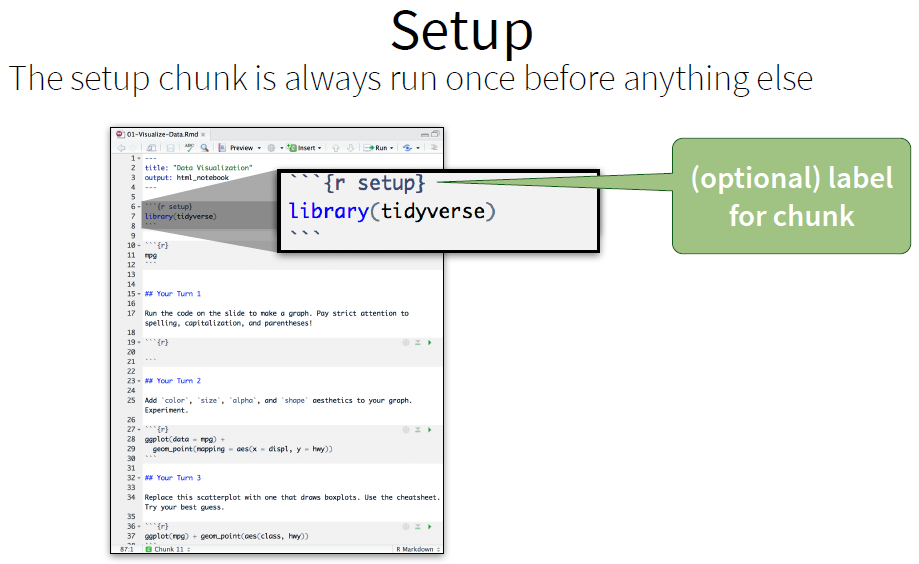 Setup
The setup chunk is always run once before anything else
01-Visualize-Data.Rmd ×
ABC Preview Insert Run
1 ---
2 title: "Data Visualization"
3 output: html_notebook
4 ---
5
6 ```{r setup}
7 library(tidyverse)
8 ```
9
10 ```{r}
11 mpg
12 ```
13
14
15 ## Your Turn 1
16
17 Run the code on the slide to make a graph. Pay strict attention to
spelling, capitalization, and parentheses!
18
19 ```{r}
20
21 ```
22
23 ## Your Turn 2
24
25 Add `color`, `size`, `alpha`, and `shape` aesthetics to your graph.
Experiment.
26
27 ```{r}
28 ggplot(data = mpg) +
29 geom_point(mapping = aes(x = displ, y = hwy))
30 ```
31
32 ## Your Turn 3
33
34 Replace this scatterplot with one that draws boxplots. Use the cheatsheet.
Try your best guess.
35
36 ```{r}
37 ggplot(mpg) + geom_point(aes(class, hwy))
38 ```
87:1 Chunk 11 R Markdown
```{r setup}
library(tidyverse)
```
(optional) label
for chunk